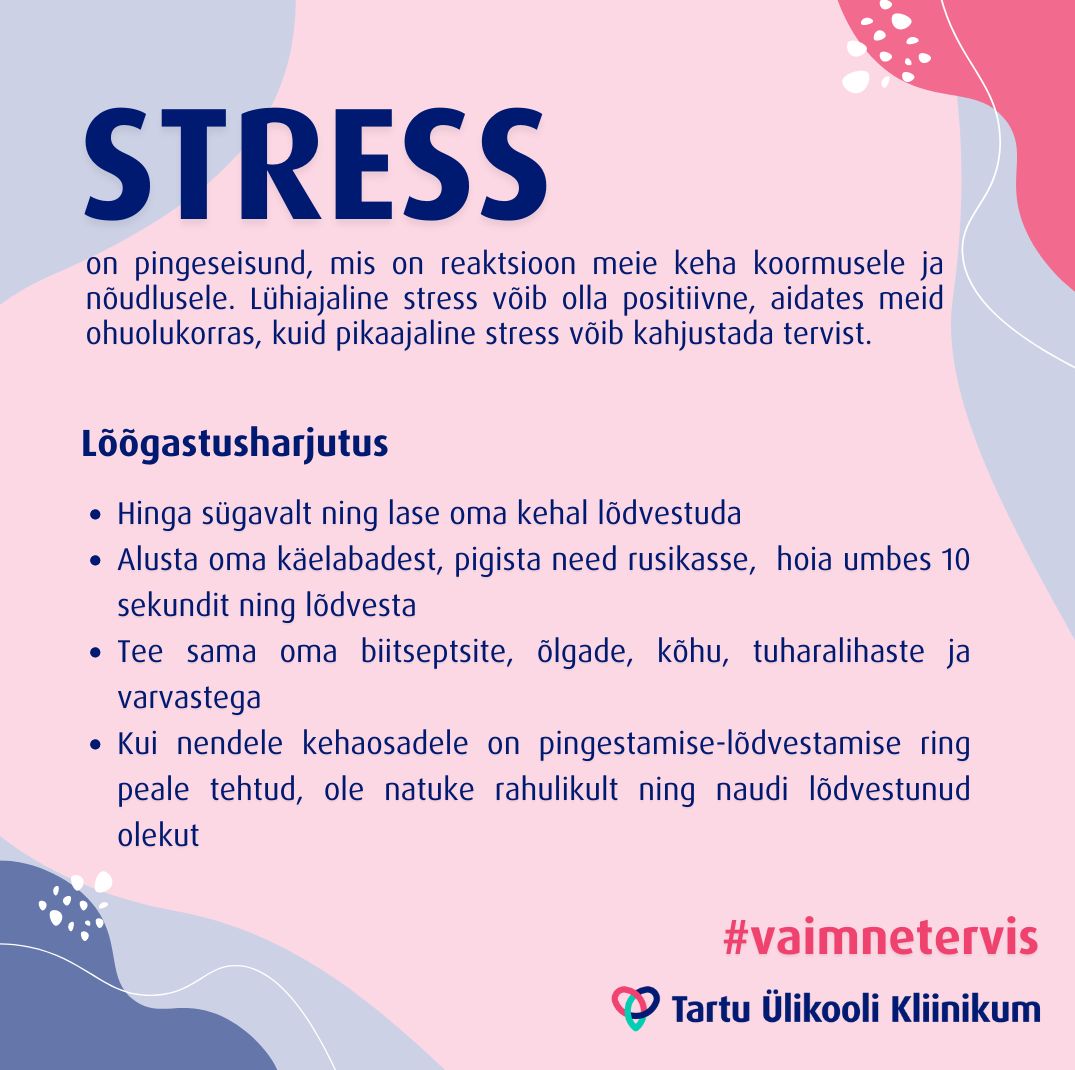 STRESS
on pingeseisund, mis on reaktsioon meie keha koormusele ja
nõudlusele. Lühiajaline stress võib olla positiivne, aidates meid
ohuolukorras, kuid pikaajaline stress võib kahjustada tervist.
Lõõgastusharjutus
• Hinga sügavalt ning lase oma kehal lõdvestuda
• Alusta oma käelabadest, pigista need rusikasse, hoia umbes 10
sekundit ning lõdvesta
• Tee sama oma biitseptsite, õlgade, kõhu, tuharalihaste ja
varvastega
• Kui nendele kehaosadele on pingestamise-lõdvestamise ring
peale tehtud, ole natuke rahulikult ning naudi lõdvestunud
olekut
#vaimnetervis
Tartu Ülikooli Kliinikum